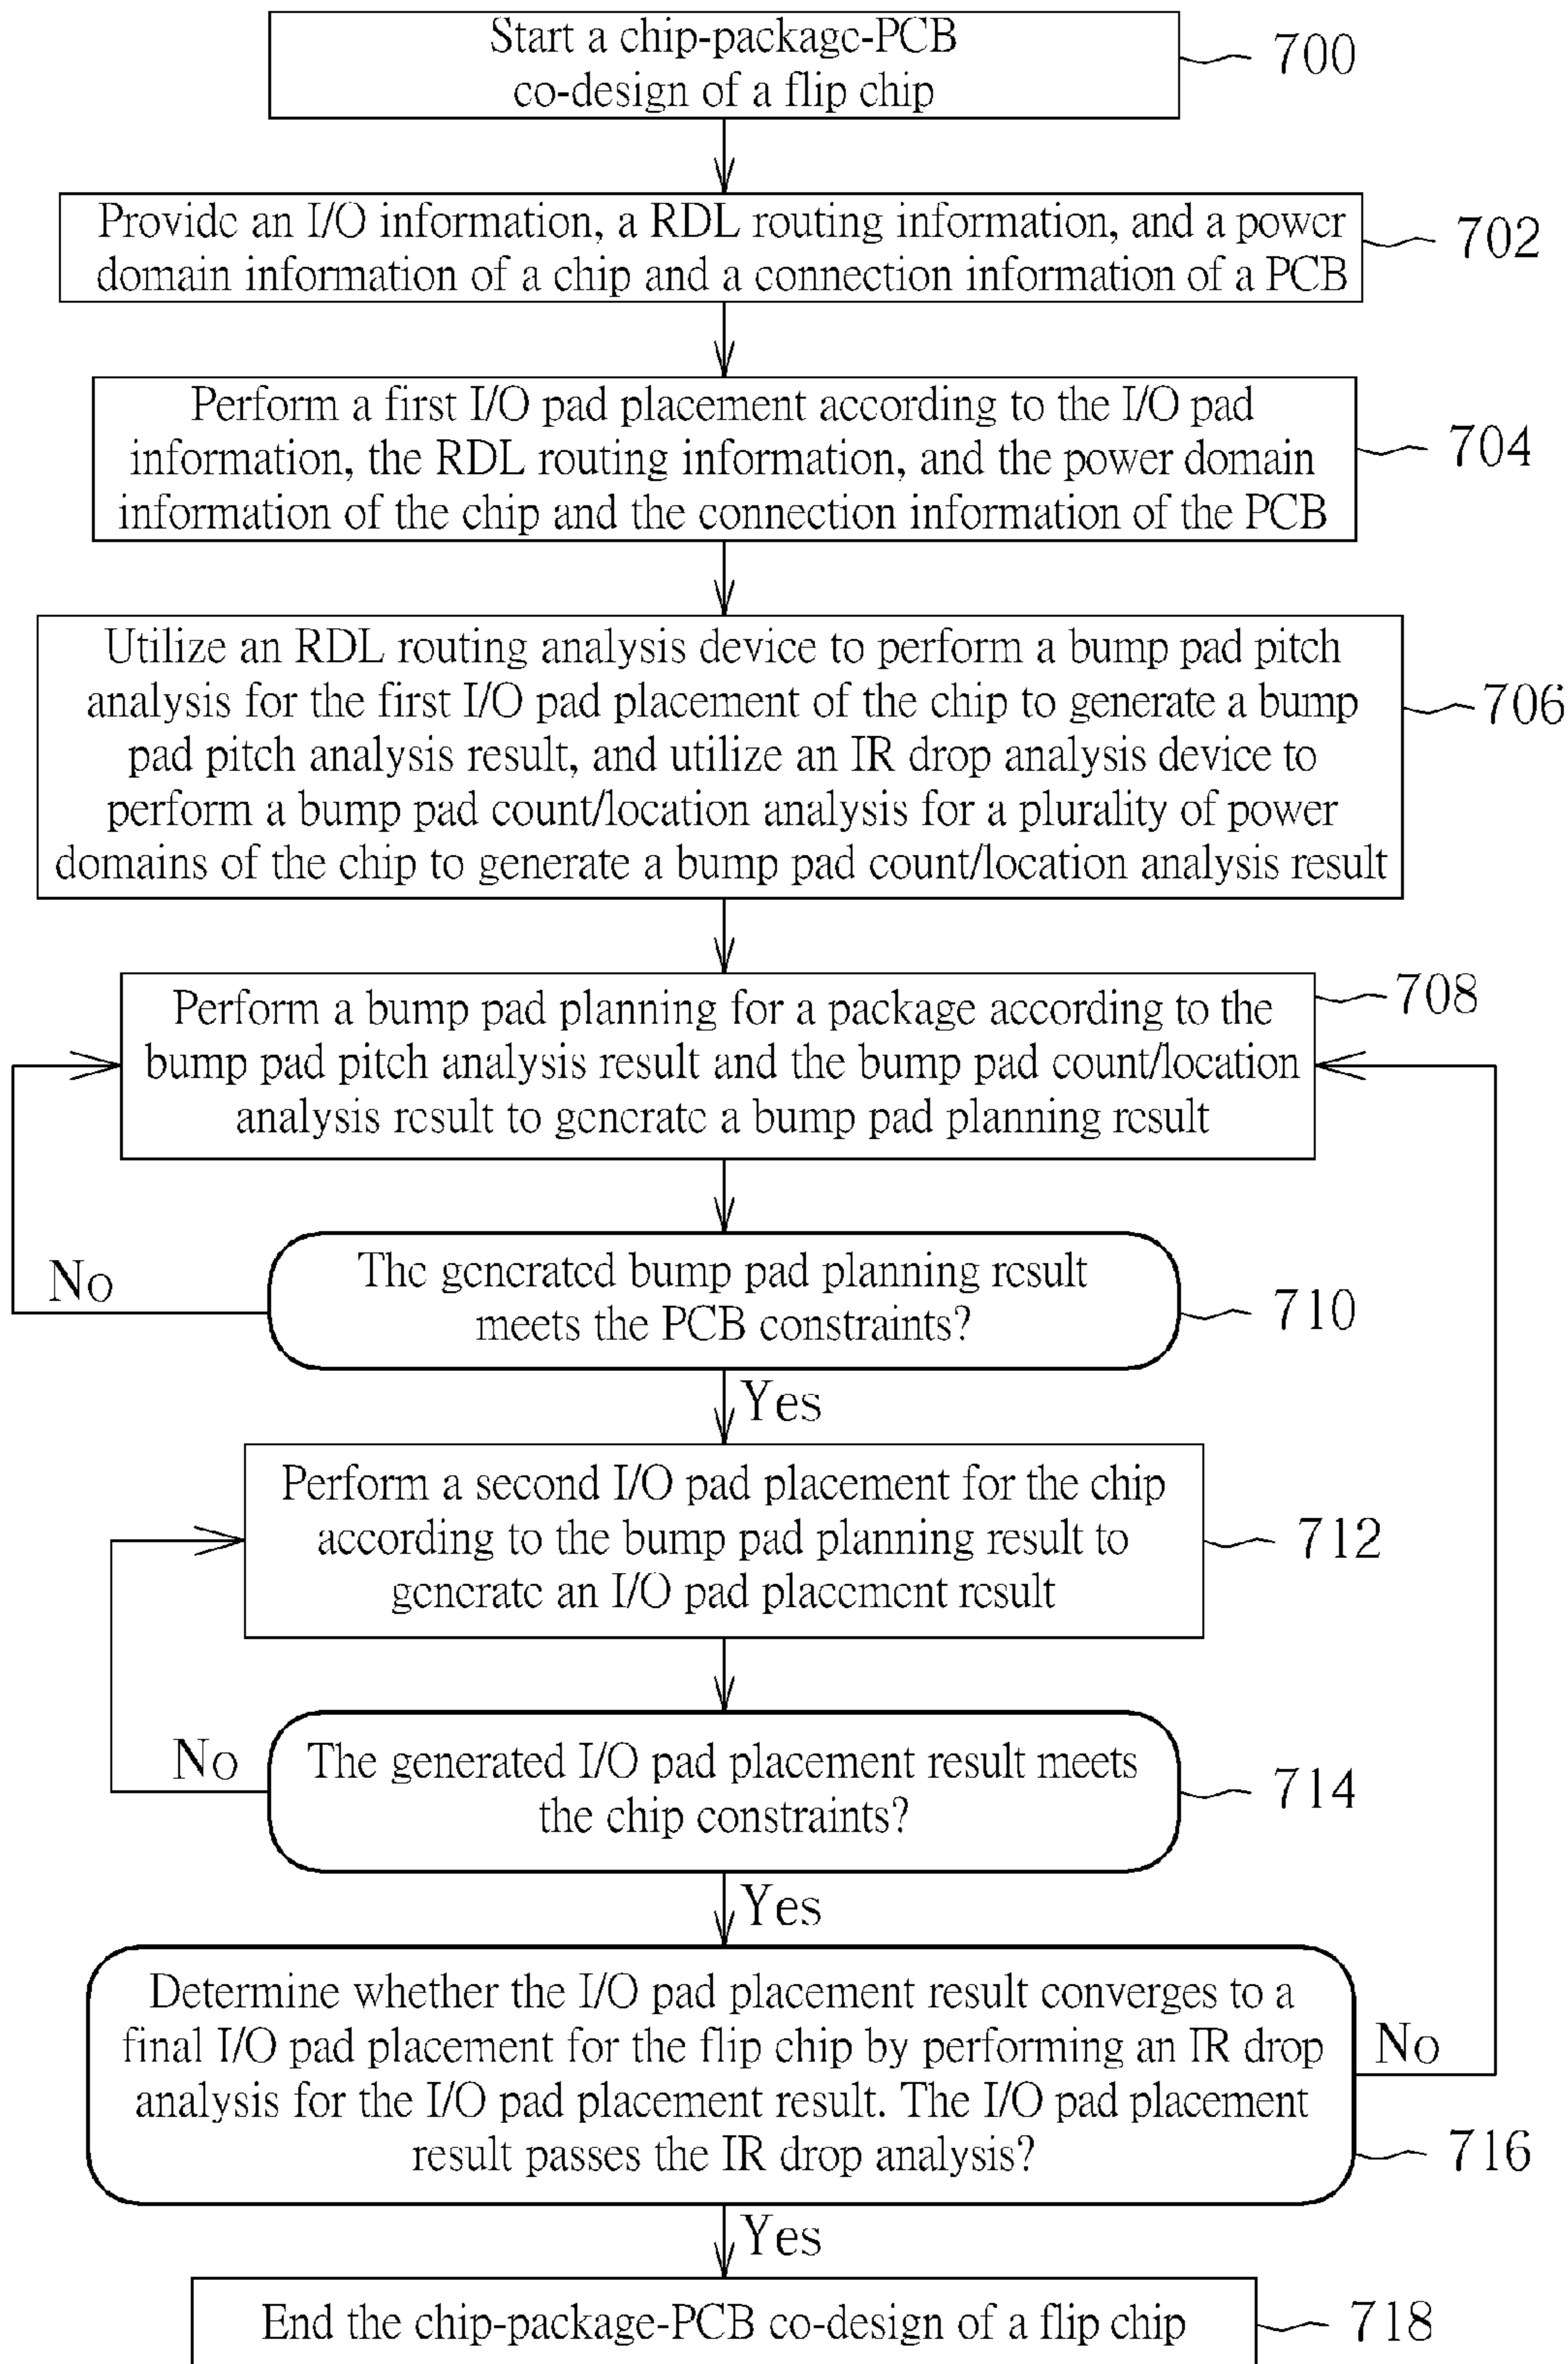 Start a chip-package-PCB
co-design of a flip chip
700
Provide an I/O information, a RDL routing information, and a power
domain information of a chip and a connection information of a PCB
702
Perform a first I/O pad placement according to the I/O pad
information, the RDL routing information, and the power domain
information of the chip and the connection information of the PCB
704
Utilize an RDL routing analysis device to perform a bump pad pitch
analysis for the first I/O pad placement of the chip to generate a bump
pad pitch analysis result, and utilize an IR drop analysis device to
perform a bump pad count/location analysis for a plurality of power
domains of the chip to generate a bump pad count/location analysis result
706
Perform a bump pad planning for a package according to the
bump pad pitch analysis result and the bump pad count/location
analysis result to generate a bump pad planning result
708
The generated bump pad planning result
meets the PCB constraints?
710
No
Yes
Perform a second I/O pad placement for the chip
according to the bump pad planning result to
generate an I/O pad placement result
712
The generated I/O pad placement result meets
the chip constraints?
714
No
Yes
Determine whether the I/O pad placement result converges to a
final I/O pad placement for the flip chip by performing an IR drop
analysis for the I/O pad placement result. The I/O pad placement
result passes the IR drop analysis?
716
No
Yes
End the chip-package-PCB co-design of a flip chip
718